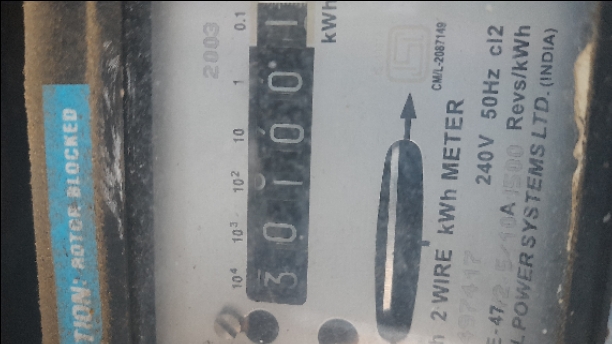 TION: ROTOR BLOCKED
2003
10⁴ 10³ 10² 10 1 0.1
3 0 1 0 0 1 kWh
CM/L-2087149
2 WIRE kWh METER
240V 50Hz cl2
Revs/kWh
POWER SYSTEMS LTD. (INDIA)